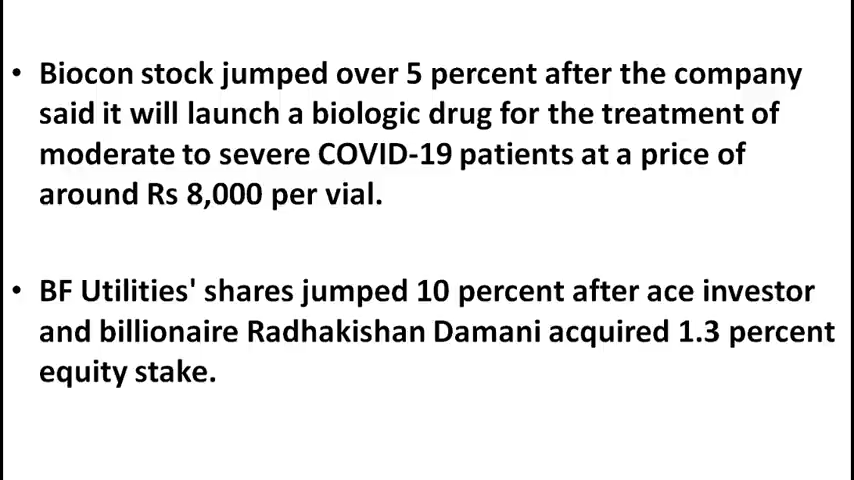 • Biocon stock jumped over 5 percent after the company
said it will launch a biologic drug for the treatment of
moderate to severe COVID-19 patients at a price of
around Rs 8,000 per vial.
• BF Utilities' shares jumped 10 percent after ace investor
and billionaire Radhakishan Damani acquired 1.3 percent
equity stake.